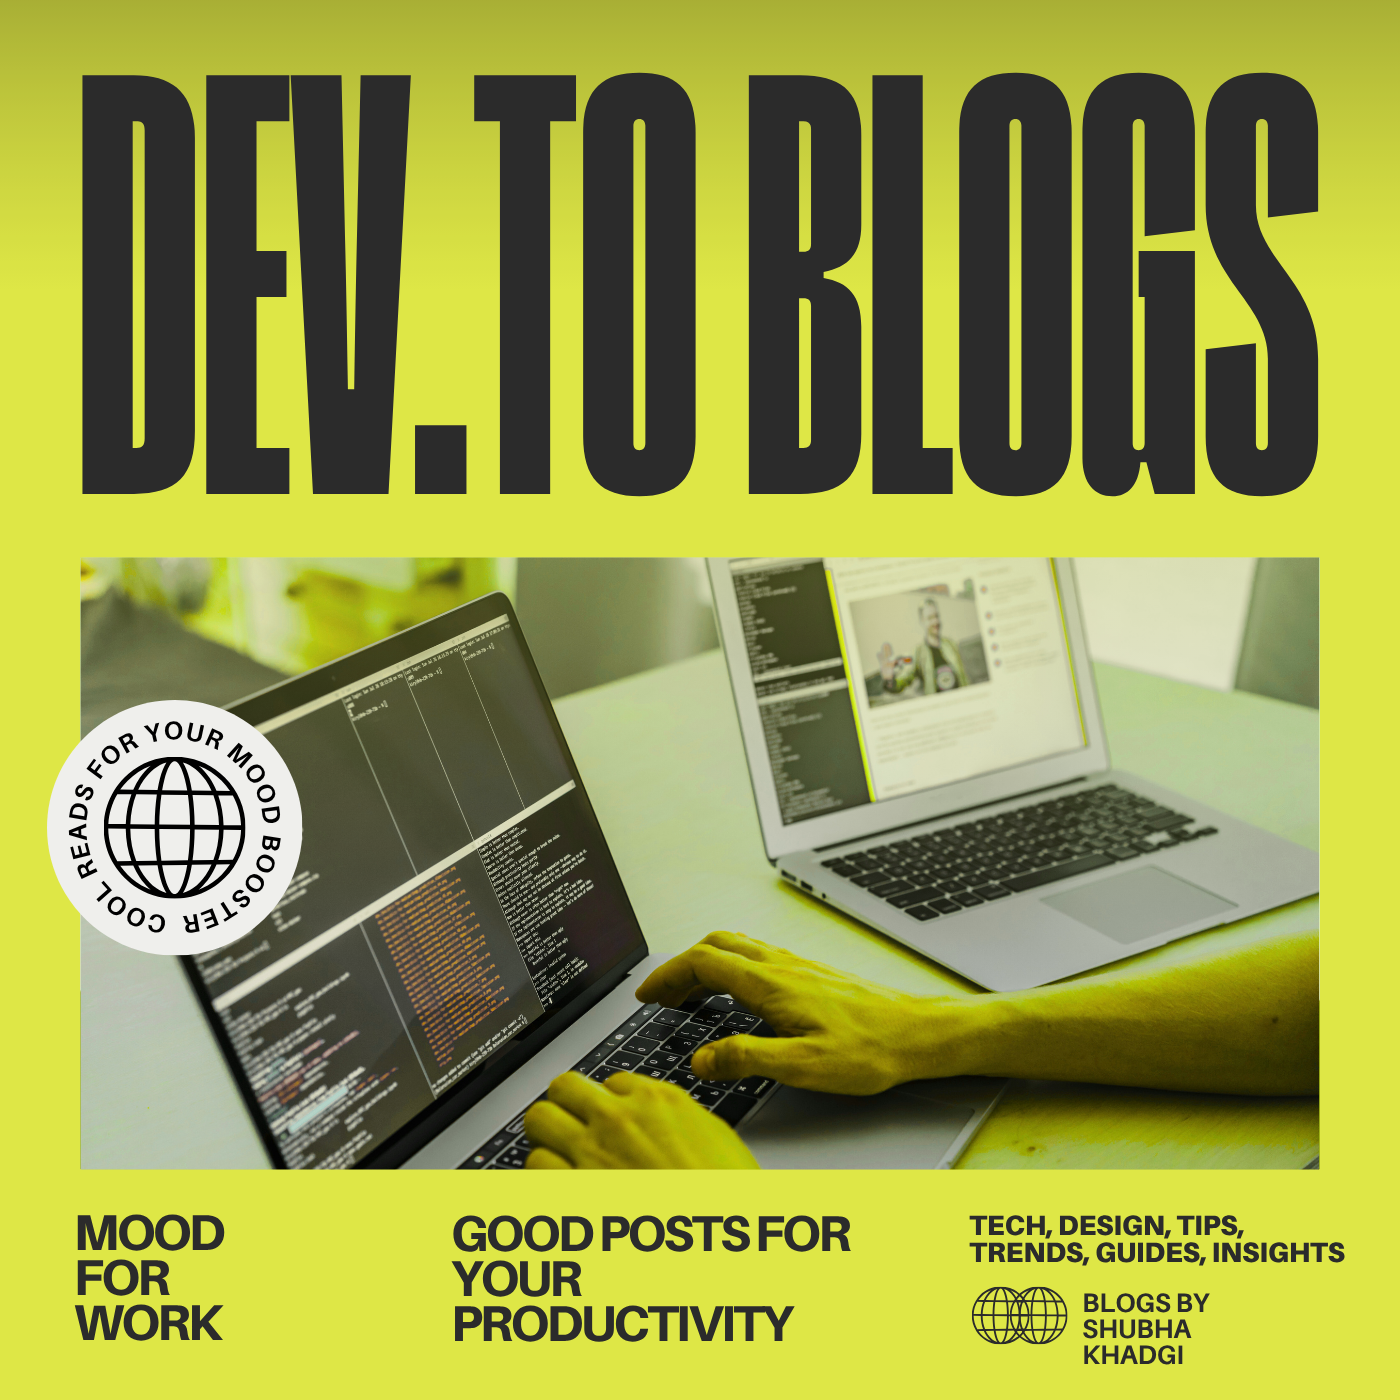 DEV.TO BLOGS
COOL READS FOR YOUR MOOD BOOSTER
MOOD
FOR
WORK
GOOD POSTS FOR
YOUR
PRODUCTIVITY
TECH, DESIGN, TIPS,
TRENDS, GUIDES, INSIGHTS
BLOGS BY
SHUBHA
KHADGI